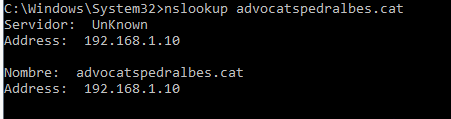 C:\Windows\System32>nslookup advocatspedralbes.cat
Servidor:  UnKnown
Address:  192.168.1.10
Nombre:  advocatspedralbes.cat
Address:  192.168.1.10